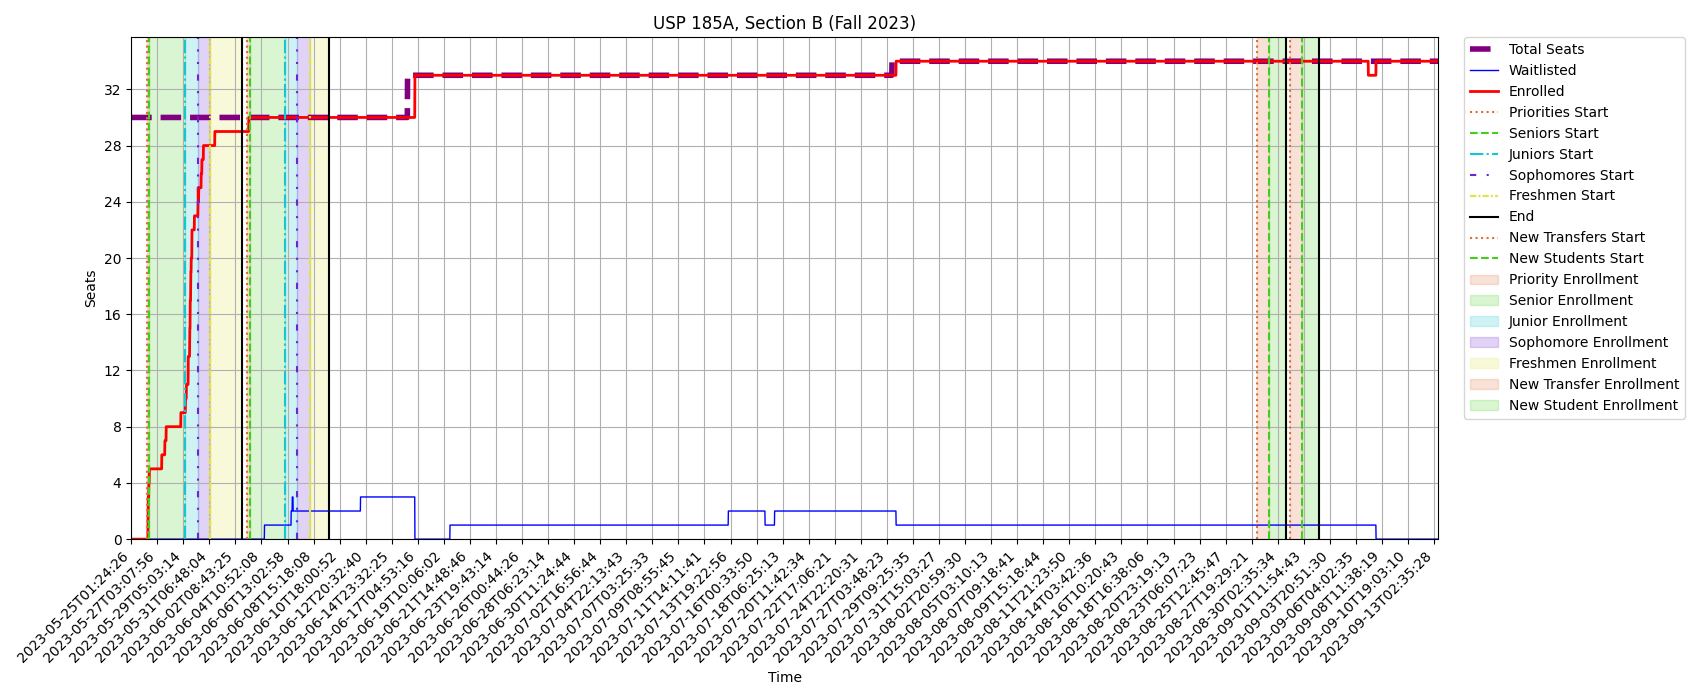 USP 185A, Section B (Fall 2023)
Total Seats
Waitlisted
Enrolled
Priorities Start
Seniors Start
Juniors Start
Sophomores Start
Freshmen Start
End
New Transfers Start
New Students Start
Priority Enrollment
Senior Enrollment
Junior Enrollment
Sophomore Enrollment
Freshmen Enrollment
New Transfer Enrollment
New Student Enrollment
Seats
32
28
24
20
16
12
8
4
0
2023-05-25T01:24:26
2023-05-27T03:07:56
2023-05-29T05:03:14
2023-05-31T06:48:04
2023-06-02T08:43:25
2023-06-04T10:52:08
2023-06-06T13:02:58
2023-06-08T15:18:08
2023-06-10T18:00:52
2023-06-12T20:32:40
2023-06-14T23:32:25
2023-06-17T04:53:16
2023-06-19T10:06:02
2023-06-21T14:48:46
2023-06-23T19:43:14
2023-06-26T00:44:26
2023-06-28T06:23:14
2023-06-30T11:24:44
2023-07-02T16:56:44
2023-07-04T22:13:43
2023-07-07T03:25:33
2023-07-09T08:55:45
2023-07-11T14:11:41
2023-07-13T19:22:56
2023-07-16T00:33:50
2023-07-18T06:25:13
2023-07-20T11:42:34
2023-07-22T17:06:21
2023-07-24T22:20:31
2023-07-27T03:48:23
2023-07-29T09:25:35
2023-07-31T15:03:27
2023-08-02T20:59:30
2023-08-05T03:10:13
2023-08-07T09:18:41
2023-08-09T15:18:44
2023-08-11T21:23:50
2023-08-14T03:42:36
2023-08-16T10:20:43
2023-08-18T16:38:06
2023-08-20T23:19:13
2023-08-23T06:07:23
2023-08-25T12:45:47
2023-08-27T19:29:21
2023-08-30T02:35:34
2023-09-01T11:54:43
2023-09-03T20:51:30
2023-09-06T04:02:35
2023-09-08T11:38:19
2023-09-10T19:03:10
2023-09-13T02:35:28
Time